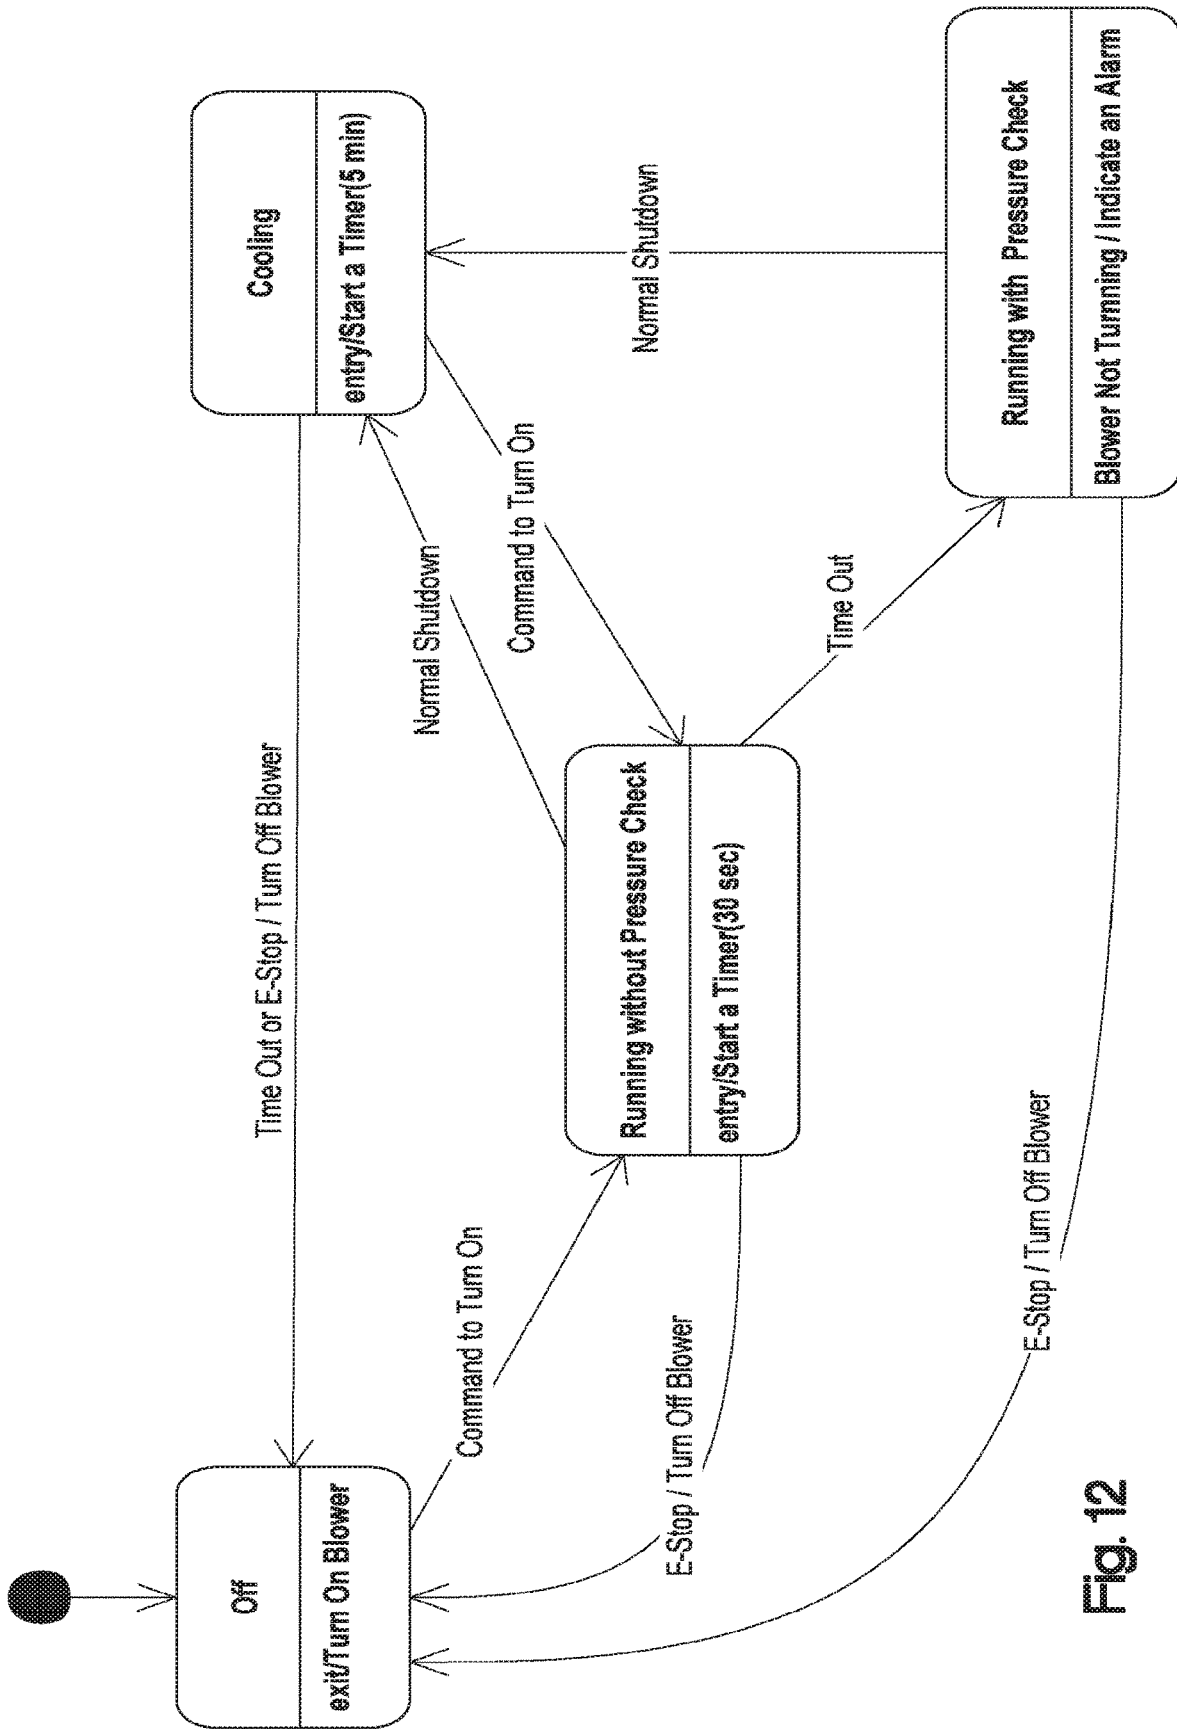 Off
exit/Turn On Blower
Time Out or E-Stop / Turn Off Blower
Cooling
entry/Start a Timer(5 min)
Command to Turn On
Normal Shutdown
Command to Turn On
Running without Pressure Check
entry/Start a Timer(30 sec)
Normal Shutdown
E-Stop / Turn Off Blower
Time Out
Running with Pressure Check
Blower Not Turnning / Indicate an Alarm
E-Stop / Turn Off Blower
Fig. 12